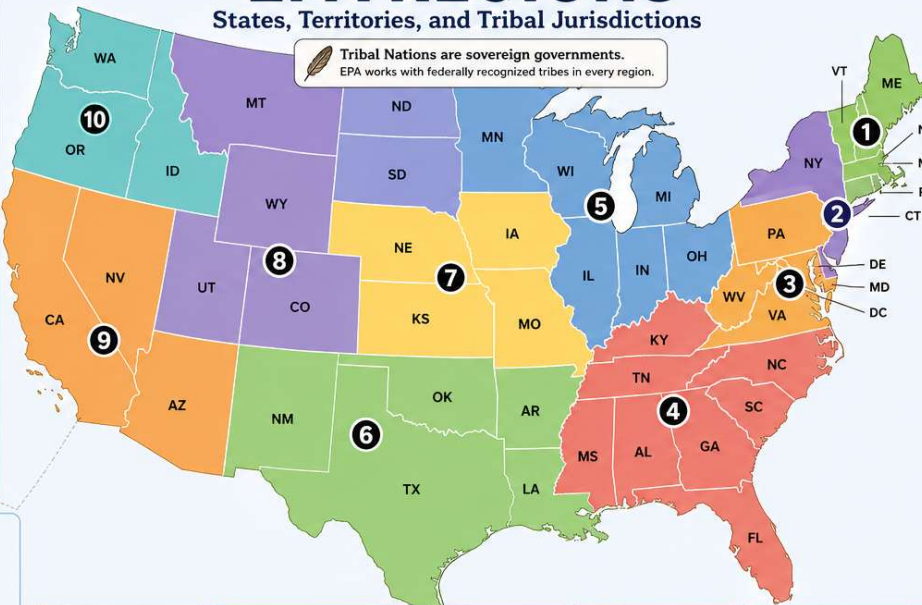 States, Territories, and Tribal Jurisdictions
Tribal Nations are sovereign governments.
EPA works with federally recognized tribes in every region.
WA
MT
ND
MN
VT
ME
10
OR
ID
SD
WI
MI
NY
1
WY
5
2
CT
NE
IA
PA
NV
8
7
IL
IN
OH
DE
UT
CO
3
MD
WV
VA
DC
CA
KS
MO
KY
9
NC
TN
AZ
NM
OK
AR
4
SC
6
MS
AL
GA
TX
LA
FL